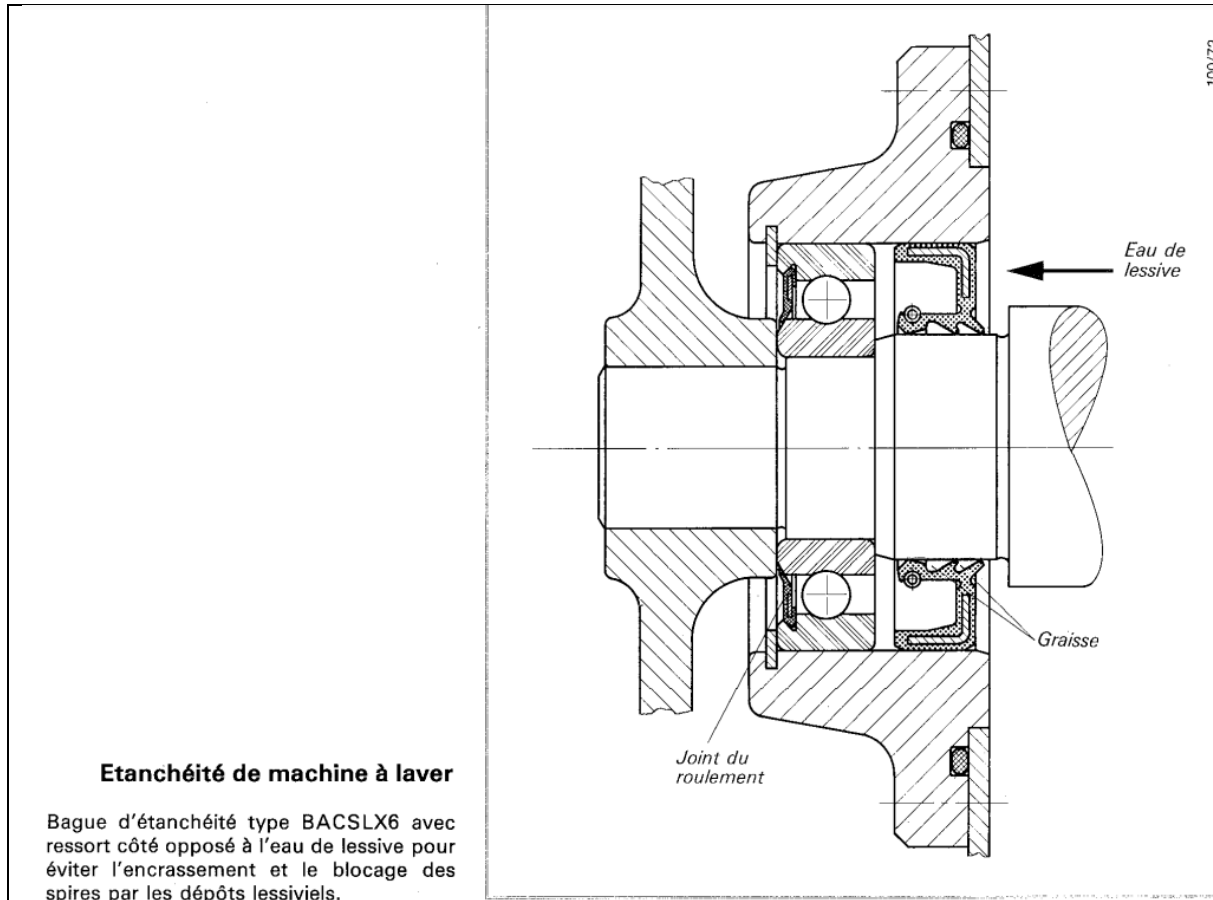 Eau de
lessive
Graisse
Joint du
roulement
Etanchéité de machine à laver
Bague d'étanchéité type BACSLX6 avec
ressort côté opposé à l'eau de lessive pour
éviter l'encrassement et le blocage des
spires par les dépôts lessiviels.